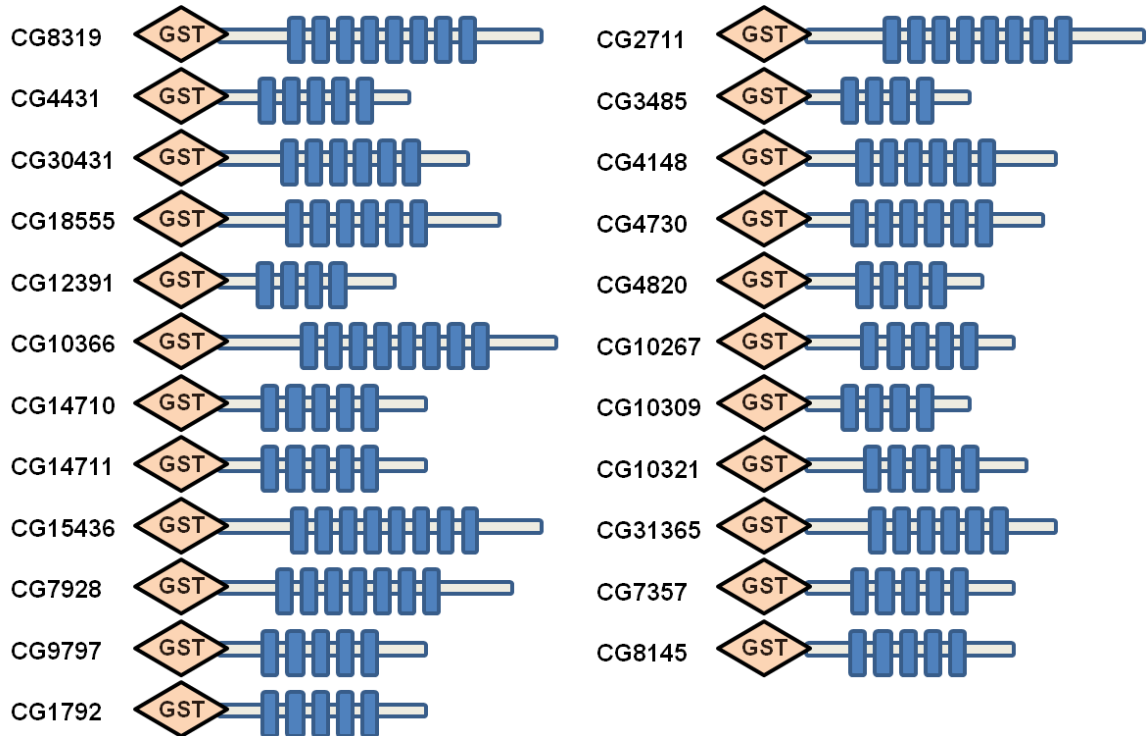 CG8319 GST
CG4431 GST
CG30431 GST
CG18555 GST
CG12391 GST
CG10366 GST
CG14710 GST
CG14711 GST
CG15436 GST
CG7928 GST
CG9797 GST
CG1792 GST
CG2711 GST
CG3485 GST
CG4148 GST
CG4730 GST
CG4820 GST
CG10267 GST
CG10309 GST
CG10321 GST
CG31365 GST
CG7357 GST
CG8145 GST